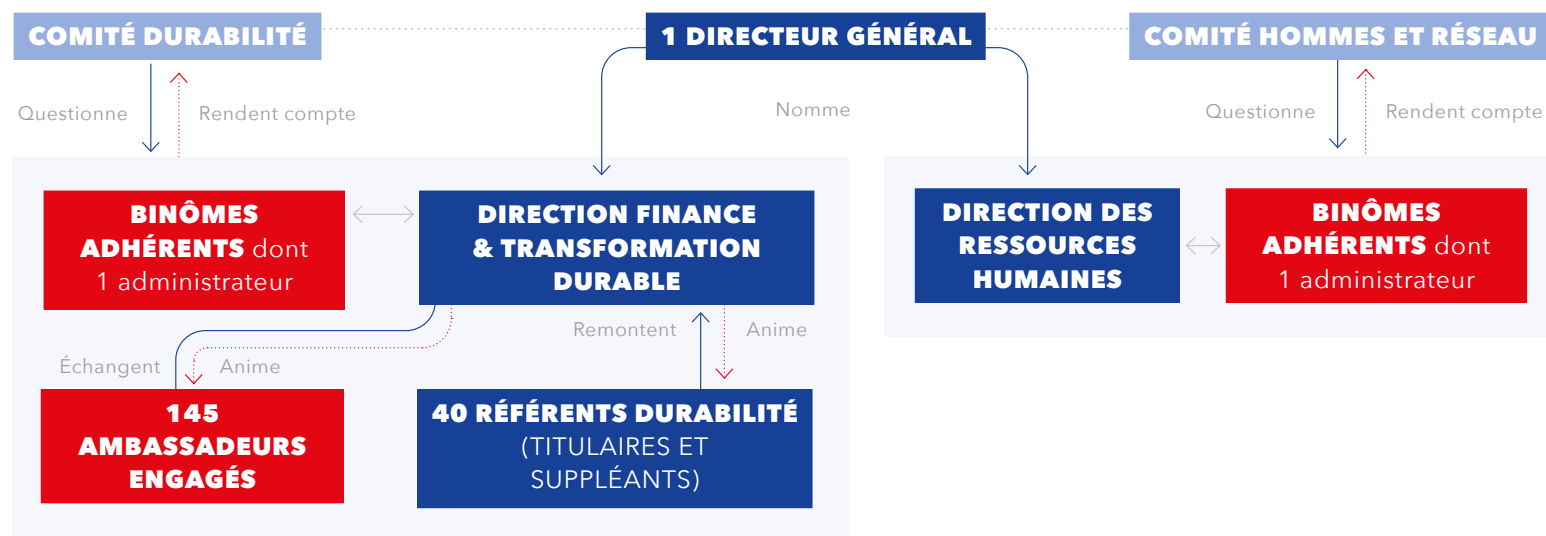 COMITÉ DURABILITÉ
1 DIRECTEUR GÉNÉRAL
COMITÉ HOMMES ET RÉSEAU
Questionne
Rendent compte
Nomme
Questionne
Rendent compte
BINÔMES
ADHÉRENTS dont
1 administrateur
DIRECTION FINANCE
& TRANSFORMATION
DURABLE
DIRECTION DES
RESSOURCES
HUMAINES
BINÔMES
ADHÉRENTS dont
1 administrateur
Échangent
Anime
Remontent
Anime
145
AMBASSADEURS
ENGAGÉS
40 RÉFÉRENTS DURABILITÉ
(TITULAIRES ET
SUPPLÉANTS)